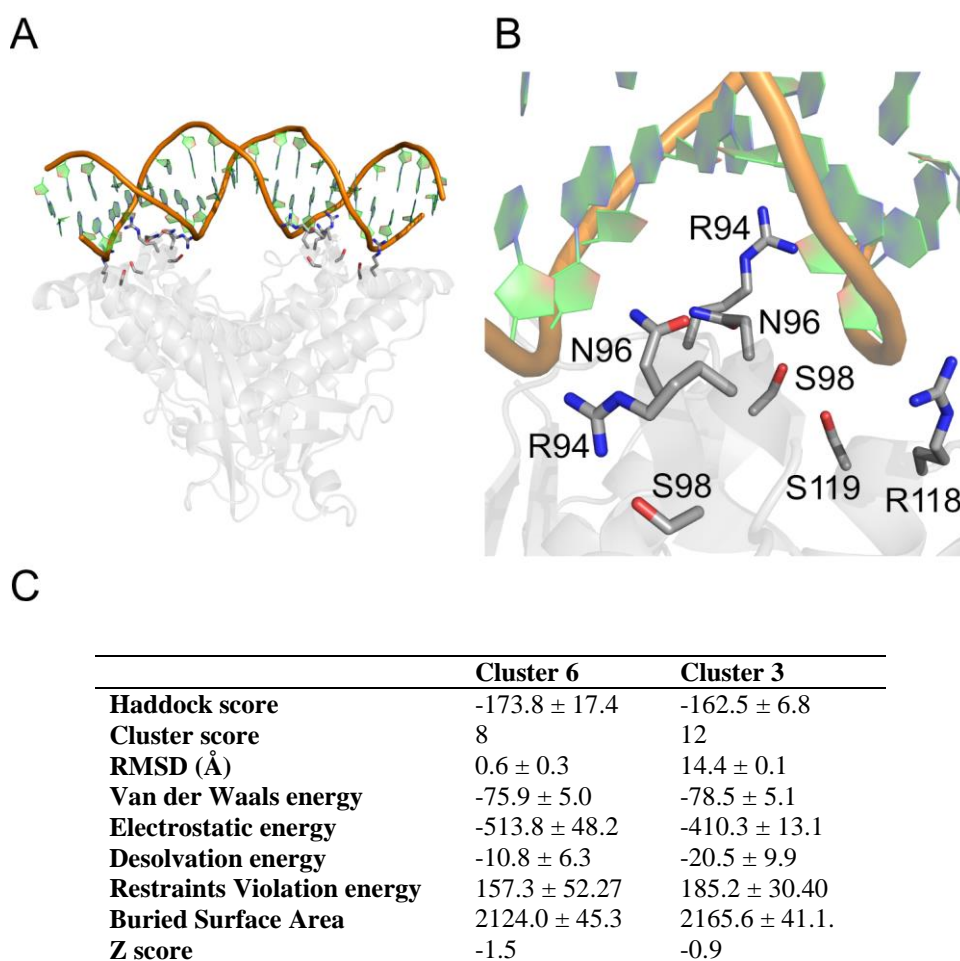 A
B
R94
N96
N96
S98
R94
S98
S119
R118
C
Cluster 6 Cluster 3
Haddock score -173.8 ± 17.4 -162.5 ± 6.8
Cluster score 8 12
RMSD (Å) 0.6 ± 0.3 14.4 ± 0.1
Van der Waals energy -75.9 ± 5.0 -78.5 ± 5.1
Electrostatic energy -513.8 ± 48.2 -410.3 ± 13.1
Desolvation energy -10.8 ± 6.3 -20.5 ± 9.9
Restraints Violation energy 157.3 ± 52.27 185.2 ± 30.40
Buried Surface Area 2124.0 ± 45.3 2165.6 ± 41.1.
Z score -1.5 -0.9